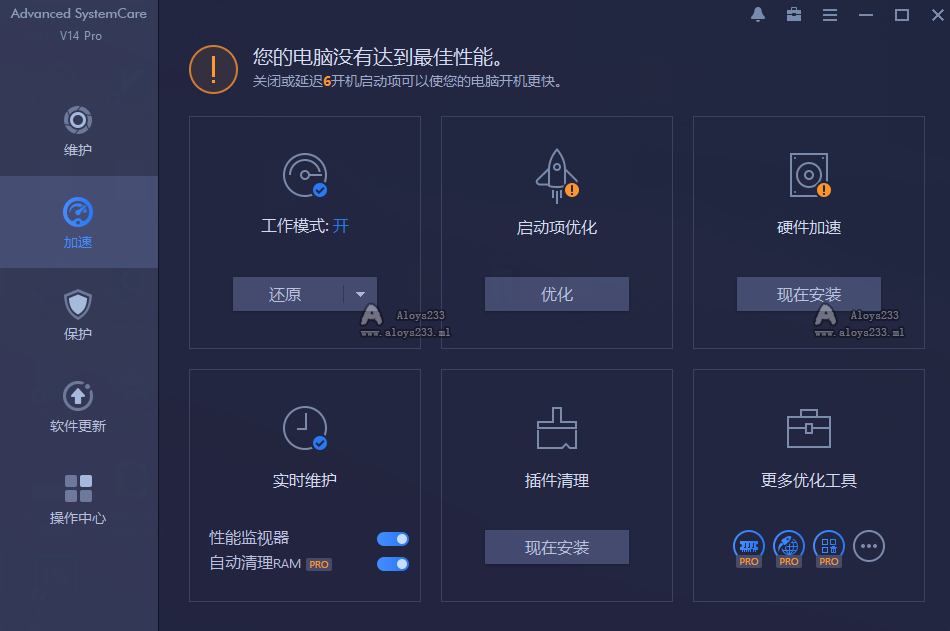 Advanced SystemCare
V14 Pro
维护
加速
保护
软件更新
操作中心
您的电脑没有达到最佳性能。
关闭或延迟6开机启动项可以使您的电脑开机更快。
工作模式: 开
还原
启动项优化
优化
硬件加速
现在安装
Aloys233
www.aloys233.ml
Aloys233
www.aloys233.ml
实时维护
性能监视器
自动清理RAM PRO
插件清理
现在安装
更多优化工具
PRO PRO PRO